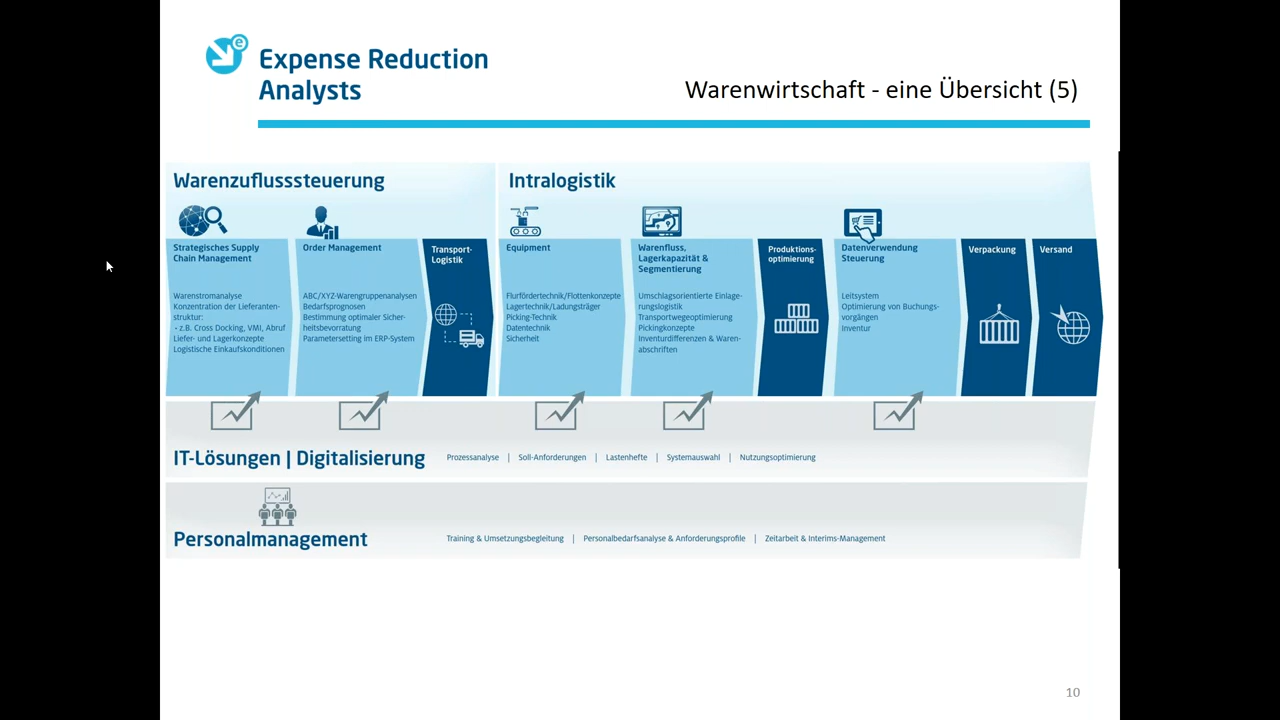 e
Expense Reduction
Analysts
Warenwirtschaft - eine Übersicht (5)
Warenzuflusssteuerung
Strategisches Supply
Chain Management
Warenstromanalyse
Konzentration der Lieferanten-
struktur:
• z.B. Cross Docking, VMI, Abruf
Liefer- und Lagerkonzepte
Logistische Einkaufskonditionen
Order Management
ABC/XYZ-Warengruppenanalysen
Bedarfsprognosen
Bestimmung optimaler Sicher-
heitsbevorratung
Parametersetting im ERP-System
Transport-
Logistik
Intralogistik
Equipment
Flurfördertechnik/Flottenkonzepte
Lagertechnik/Ladungsträger
Picking-Technik
Datentechnik
Sicherheit
Warenfluss,
Lagerkapazität &
Segmentierung
Umschlagsorientierte Einlage-
rungslogistik
Transportwegeoptimierung
Pickingkonzepte
Inventurdifferenzen & Waren-
abschriften
Produktions-
optimierung
Datenverwendung
Steuerung
Leitsystem
Optimierung von Buchungs-
vorgängen
Inventur
Verpackung
Versand
IT-Lösungen | Digitalisierung
Prozessanalyse | Soll-Anforderungen | Lastenhefte | Systemauswahl | Nutzungsoptimierung
Personalmanagement
Training & Umsetzungsbegleitung | Personalbedarfsanalyse & Anforderungsprofile | Zeitarbeit & Interims-Management
10